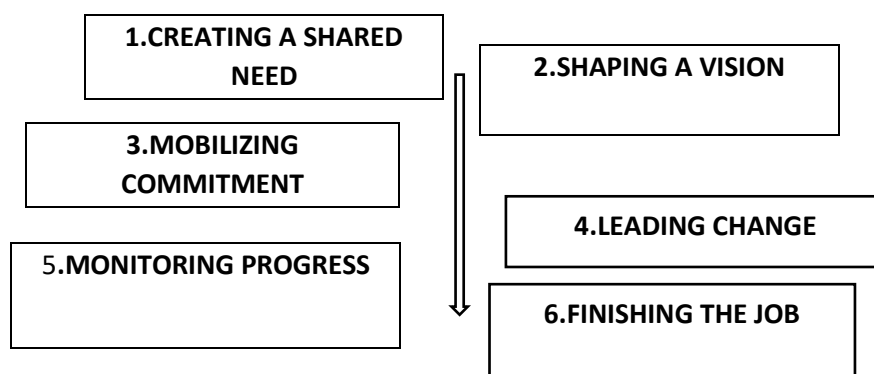 1.CREATING A SHARED
NEED
2.SHAPING A VISION
3.MOBILIZING
COMMITMENT
4.LEADING CHANGE
5.MONITORING PROGRESS
6.FINISHING THE JOB